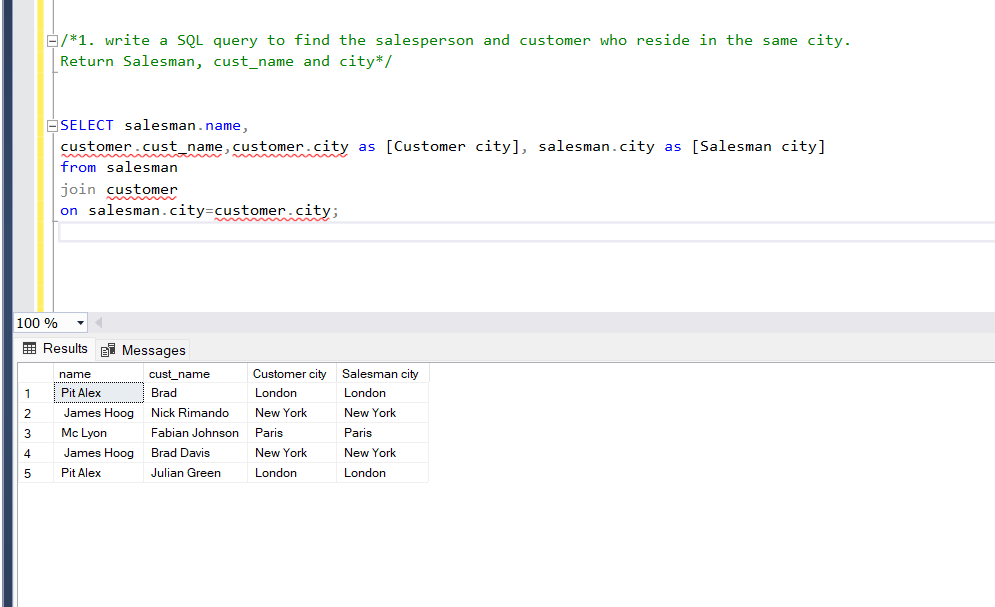 /*1. write a SQL query to find the salesperson and customer who reside in the same city.
Return Salesman, cust_name and city*/
SELECT salesman.name,
customer.cust_name,customer.city as [Customer city], salesman.city as [Salesman city]
from salesman
join customer
on salesman.city=customer.city;
100 %
Results Messages
name cust_name Customer city Salesman city
1 Pit Alex Brad London London
2 James Hoog Nick Rimando New York New York
3 Mc Lyon Fabian Johnson Paris Paris
4 James Hoog Brad Davis New York New York
5 Pit Alex Julian Green London London